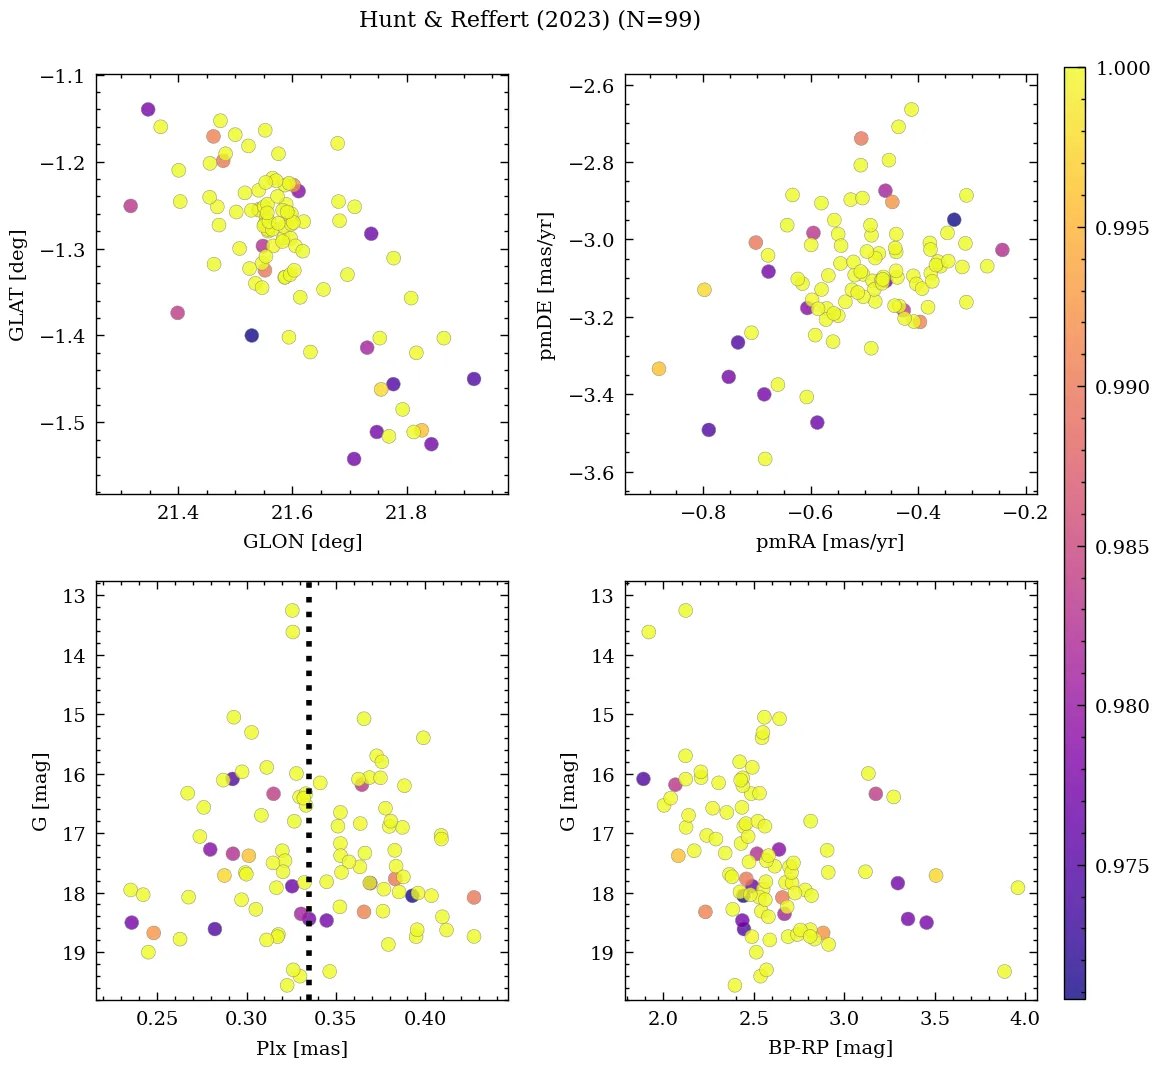 Hunt & Reffert (2023) (N=99)
−1.1
−1.2
−1.3
−1.4
−1.5
GLAT [deg]
21.4 21.6 21.8
GLON [deg]
−2.6
−2.8
−3.0
−3.2
−3.4
−3.6
pmDE [mas/yr]
−0.8 −0.6 −0.4 −0.2
pmRA [mas/yr]
13
14
15
16
17
18
19
G [mag]
0.25 0.30 0.35 0.40
Plx [mas]
13
14
15
16
17
18
19
G [mag]
2.0 2.5 3.0 3.5 4.0
BP-RP [mag]
1.000
0.995
0.990
0.985
0.980
0.975